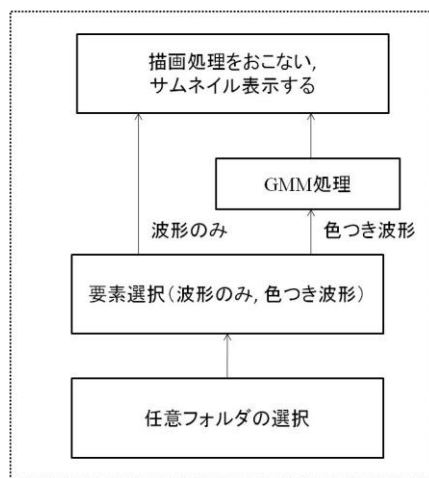 描画処理をおこない,
サムネイル表示する
GMM処理
波形のみ
色つき波形
要素選択(波形のみ, 色つき波形)
任意フォルダの選択